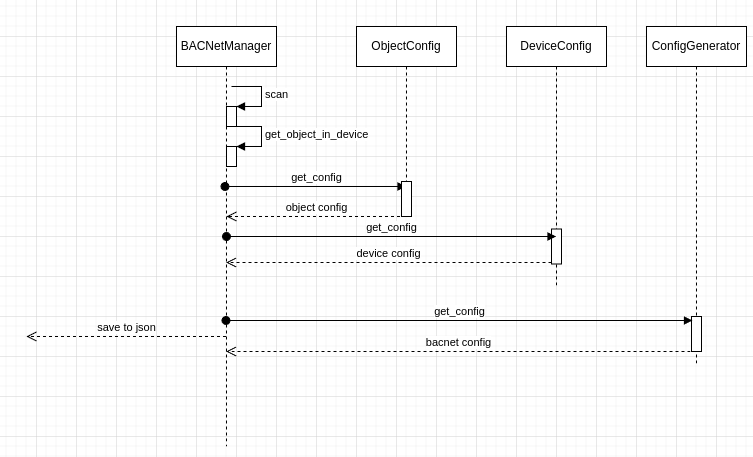 BACNetManager
ObjectConfig
DeviceConfig
ConfigGenerator
scan
get_object_in_device
get_config
object config
get_config
device config
get_config
save to json
bacnet config